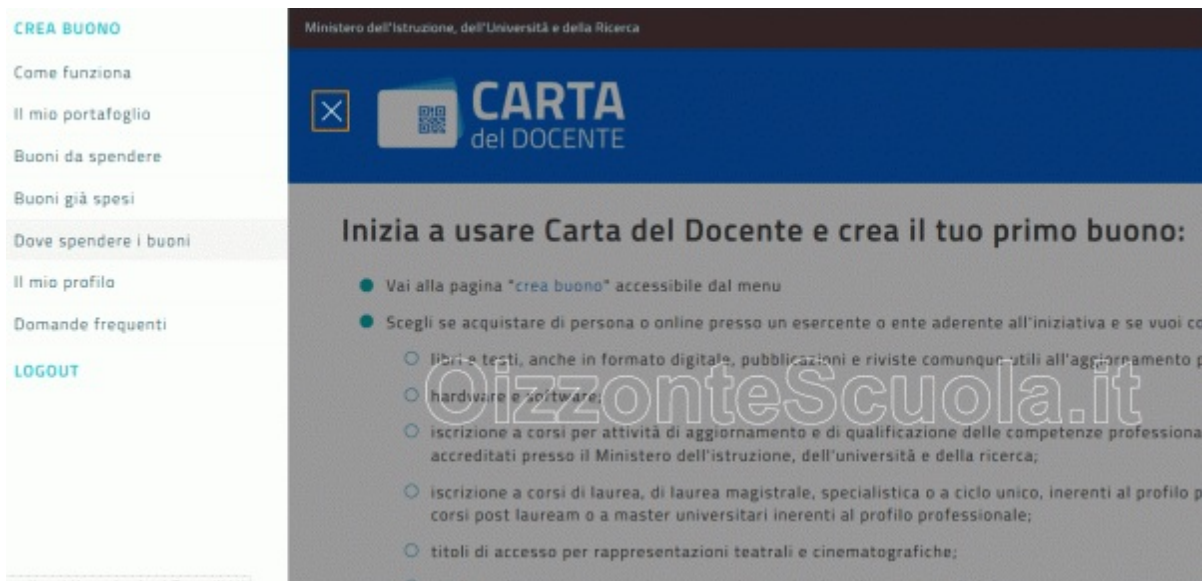 CREA BUONO
Come funziona
Il mio portafoglio
Buoni da spendere
Buoni già spesi
Dove spendere i buoni
Il mio profilo
Domande frequenti
LOGOUT
Ministero dell'Istruzione, dell'Università e della Ricerca
CARTA
del DOCENTE
Inizia a usare Carta del Docente e crea il tuo primo buono:
Vai alla pagina "crea buono" accessibile dal menu
Scegli se acquistare di persona o online presso un esercente o ente aderente all'iniziativa e se vuoi co
libri e testi, anche in formato digitale, pubblicazioni e riviste comunque utili all'aggiornamento p
hardware e software;
OizzonteScuola.it
iscrizione a corsi per attività di aggiornamento e di qualificazione delle competenze professiona
accreditati presso il Ministero dell'istruzione, dell'università e della ricerca;
iscrizione a corsi di laurea, di laurea magistrale, specialistica o a ciclo unico, inerenti al profilo p
corsi post lauream o a master universitari inerenti al profilo professionale;
titoli di accesso per rappresentazioni teatrali e cinematografiche;